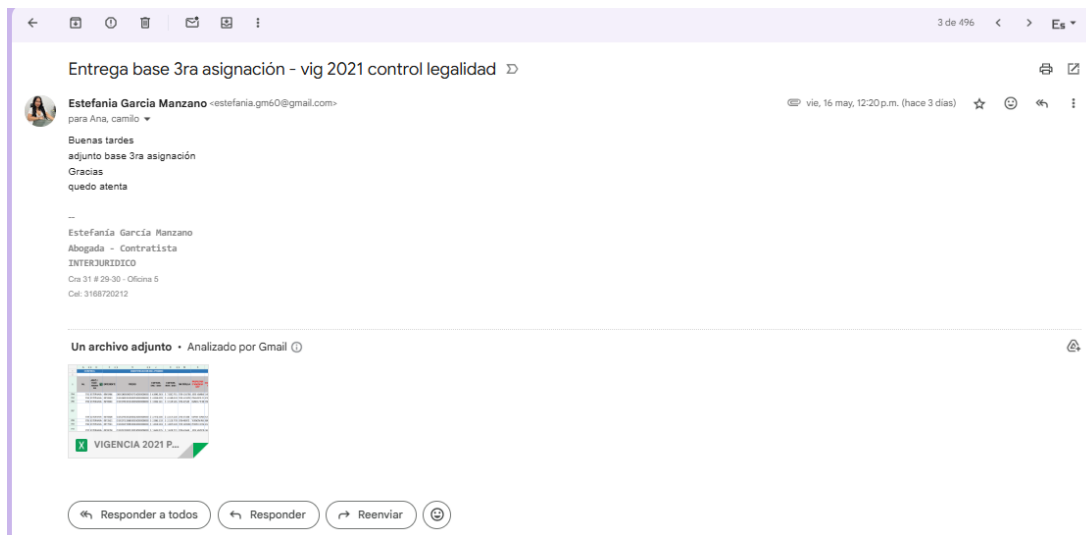 3 de 496
Es
Entrega base 3ra asignación - vig 2021 control legalidad
Estefania Garcia Manzano <estefania.gm60@gmail.com>
vie, 16 may, 12:20 p.m. (hace 3 días)
para Ana, camilo
Buenas tardes
adjunto base 3ra asignación
Gracias
quedo atenta
--
Estefanía García Manzano
Abogada - Contratista
INTERJURIDICO
Cra 31 # 29-30 - Oficina 5
Cel: 3168720212
Un archivo adjunto • Analizado por Gmail
VIGENCIA 2021 P...
Responder a todos
Responder
Reenviar